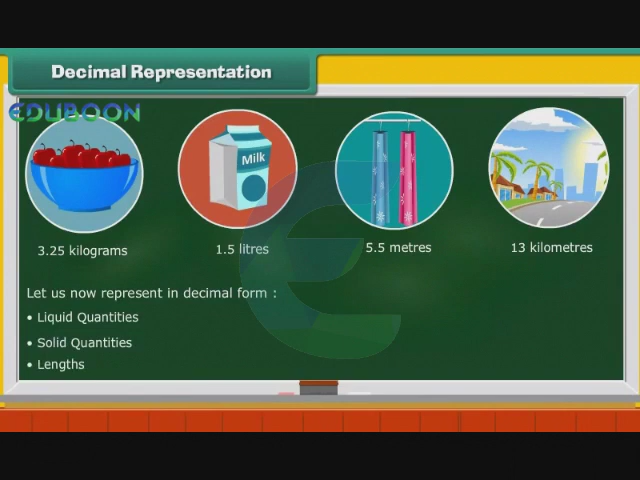 Decimal Representation
EDUBOON
Milk
3.25 kilograms
1.5 litres
5.5 metres
13 kilometres
Let us now represent in decimal form :
• Liquid Quantities
• Solid Quantities
• Lengths